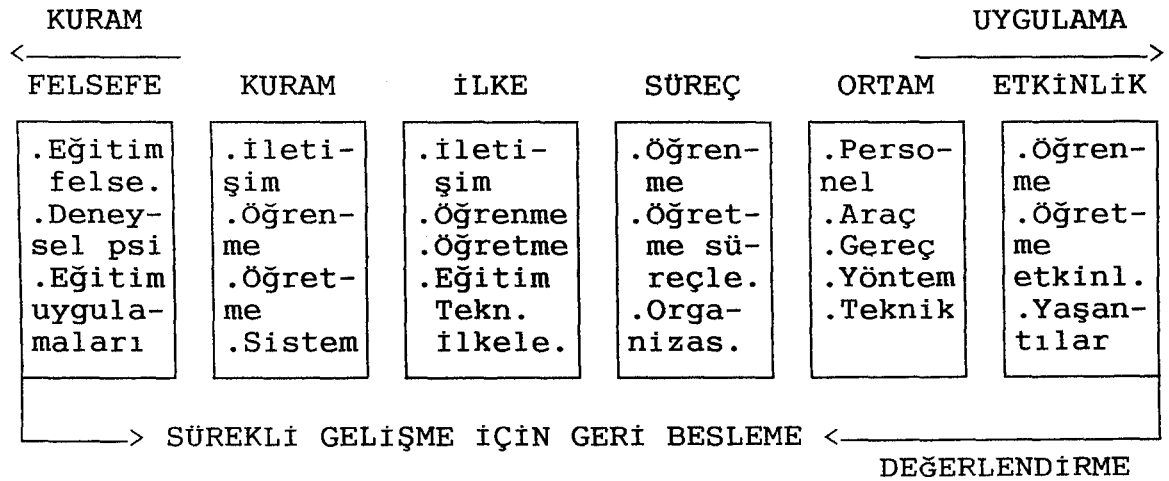 KURAM UYGULAMA
FELSEFE KURAM İLKE SÜREÇ ORTAM ETKİNLİK
.Eğitim
felse.
.Deney-
sel psi
.Eğitim
uygula-
maları
.İleti-
şim
.Öğren-
me
.Öğret-
me
.Sistem
.İleti-
şim
.Öğrenme
.Öğretme
.Eğitim
Tekn.
İlkele.
.Öğren-
me
.Öğret-
me sü-
reçle.
.Orga-
nizas.
.Perso-
nel
.Araç
.Gereç
.Yöntem
.Teknik
.Öğren-
me
.Öğret-
me
etkinl.
.Yaşan-
tılar
SÜREKLİ GELİŞME İÇİN GERİ BESLEME
DEĞERLENDİRME